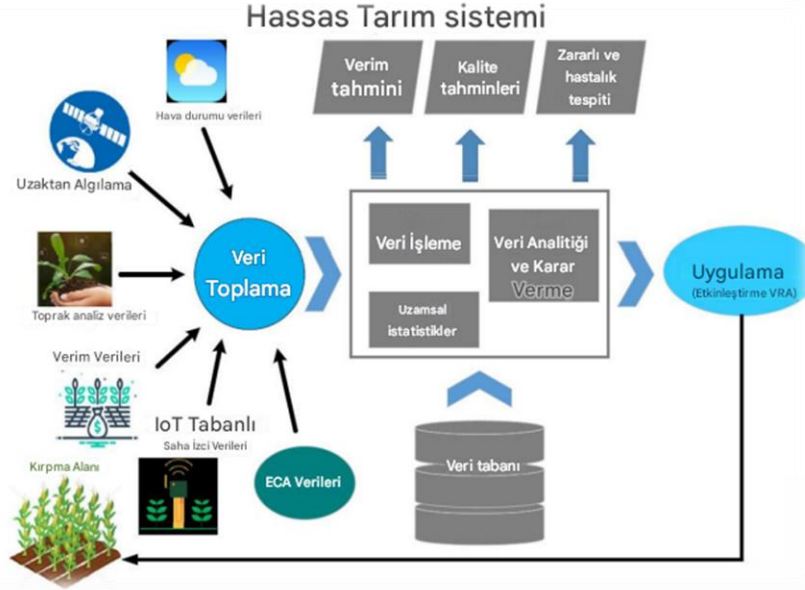 Hassas Tarım sistemi
Hava durumu verileri
Uzaktan Algılama
Toprak analiz verileri
Verim Verileri
IoT Tabanlı
Saha İzci Verileri
ECA Verileri
Kırpma Alanı
Veri
Toplama
Verim
tahmini
Kalite
tahminleri
Zararlı ve
hastalık
tespiti
Veri İşleme
Veri Analitiği
ve Karar
Verme
Uzamsal
istatistikler
Veri tabanı
Uygulama
(Etkinleştirme VRA)